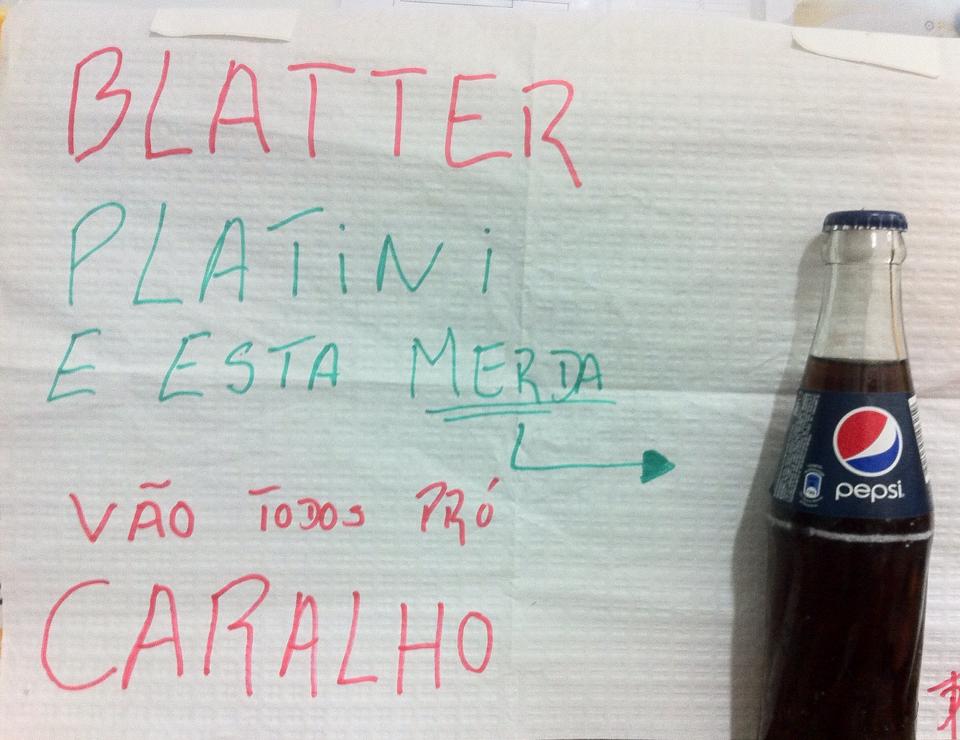 BLATTER
PLATiNi
E ESTA MERDA
VÃO TODOS PRÓ
CARALHO
pepsi